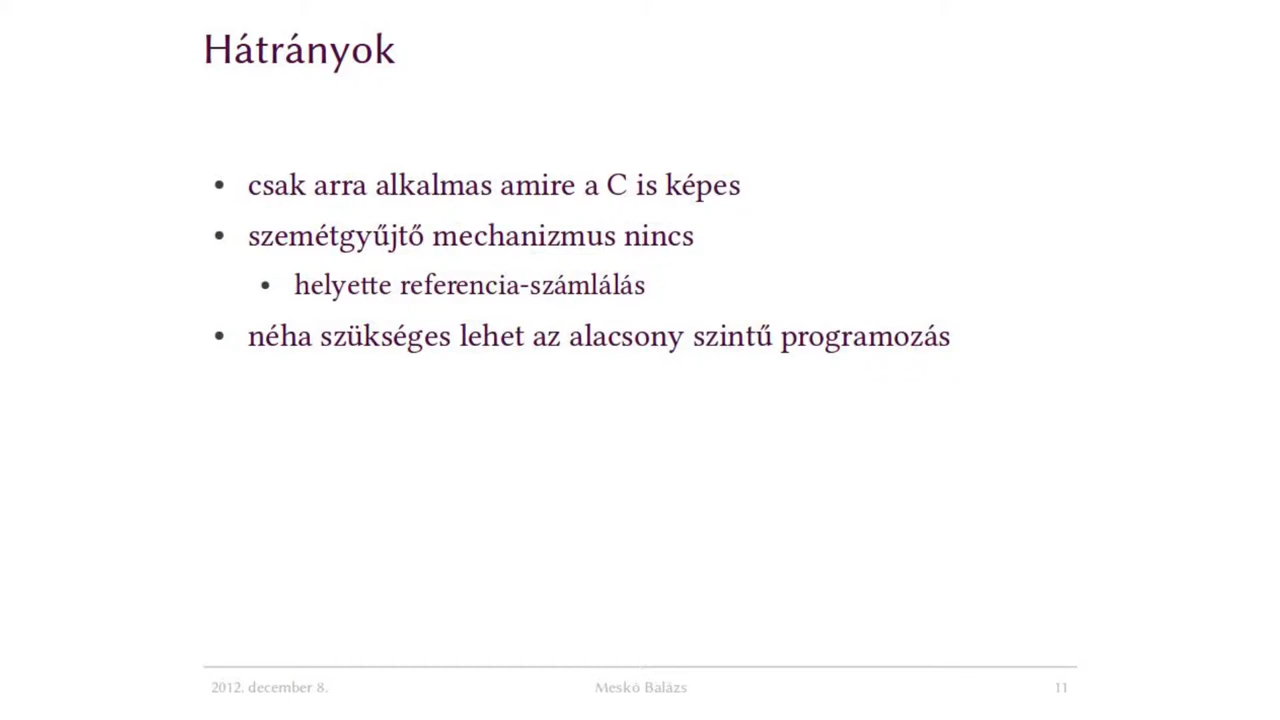 Hátrányok
• csak arra alkalmas amire a C is képes
• szemétgyűjtő mechanizmus nincs
• helyette referencia-számlálás
• néha szükséges lehet az alacsony szintű programozás
2012. december 8. Meskó Balázs 11